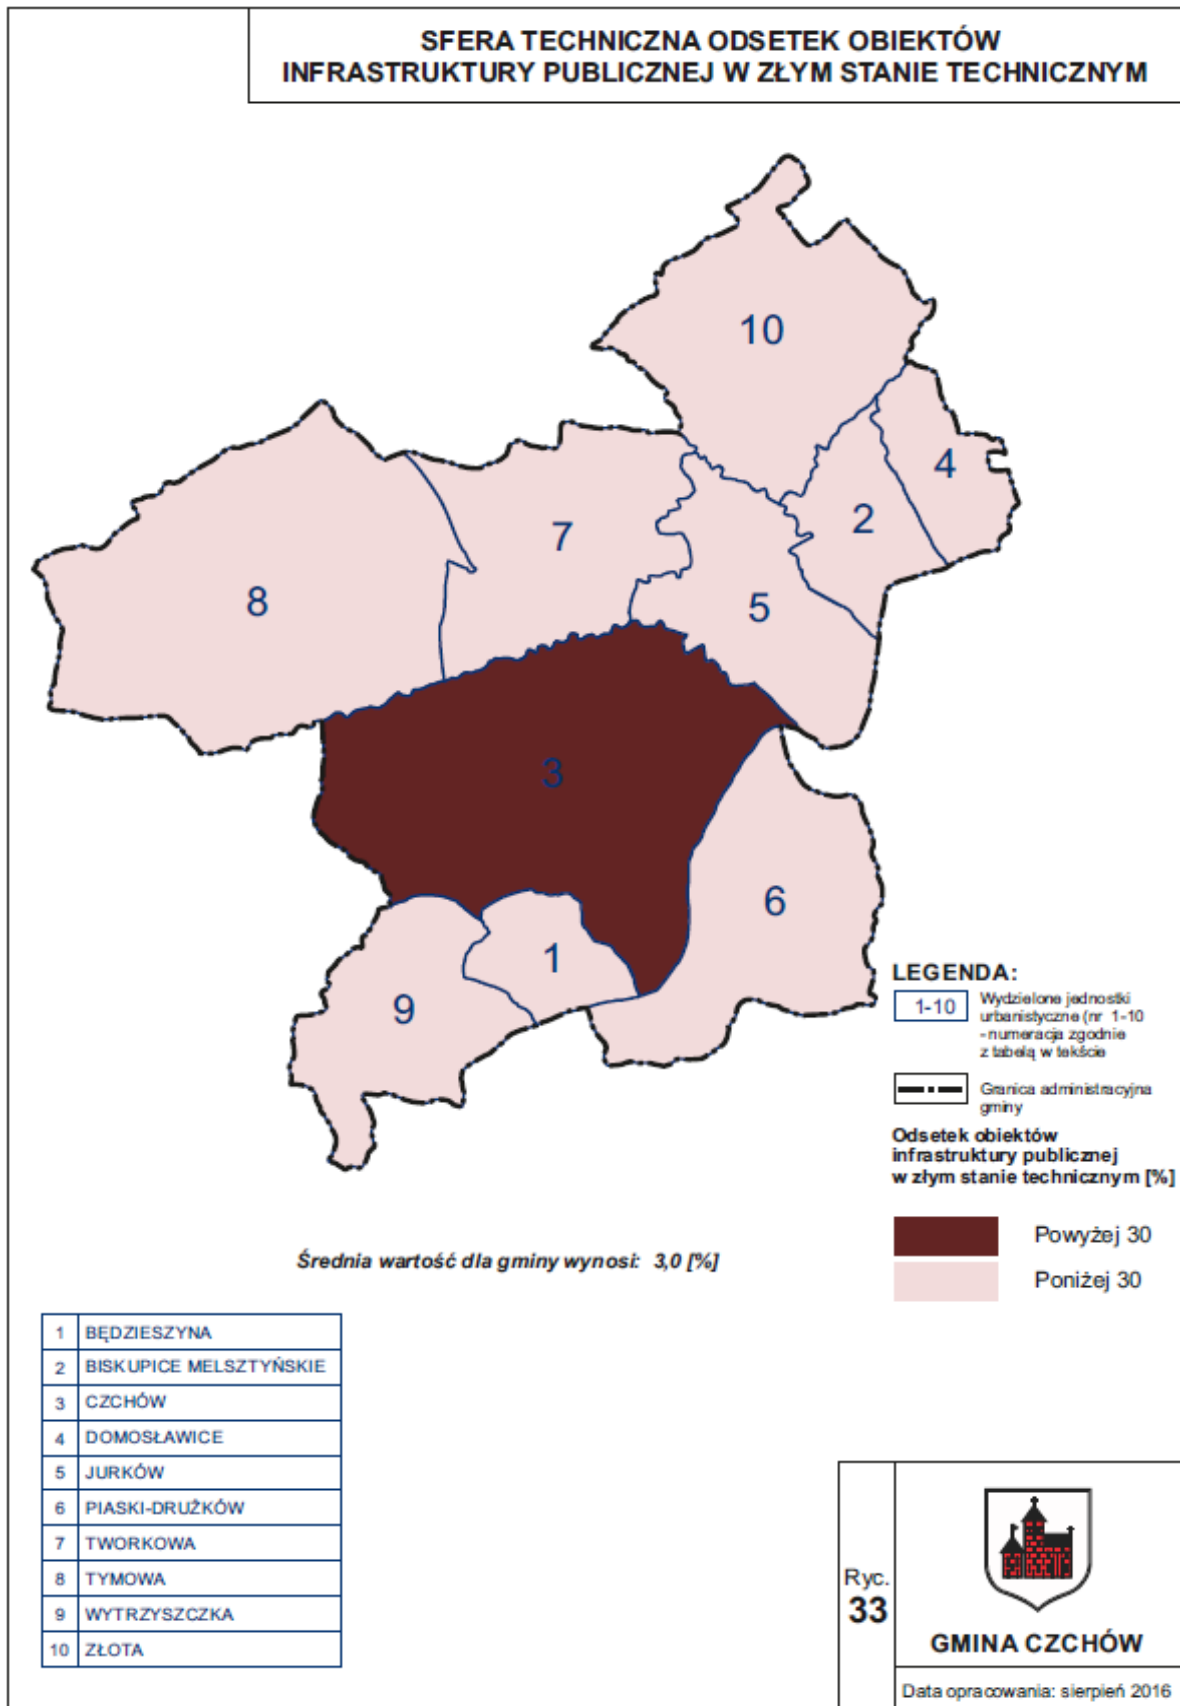 SFERA TECHNICZNA ODSETEK OBIEKTÓW
INFRASTRUKTURY PUBLICZNEJ W ZŁYM STANIE TECHNICZNYM
10
4
2
7
5
8
3
6
1
9
LEGENDA:
1-10 Wydzielone jednostki
urbanistyczne (nr 1-10
- numeracja zgodnie
z tabelą w tekście
Granica administracyjna
gminy
Odsetek obiektów
infrastruktury publicznej
w złym stanie technicznym [%]
Powyżej 30
Poniżej 30
Średnia wartość dla gminy wynosi: 3,0 [%]
1 BĘDZIESZYNA
2 BISKUPICE MELSZTYŃSKIE
3 CZCHÓW
4 DOMOSŁAWICE
5 JURKÓW
6 PIASKI-DRUŻKÓW
7 TWORKOWA
8 TYMOWA
9 WYTRZYSZCZKA
10 ZŁOTA
Ryc.
33
GMINA CZCHÓW
Data opracowania: sierpień 2016